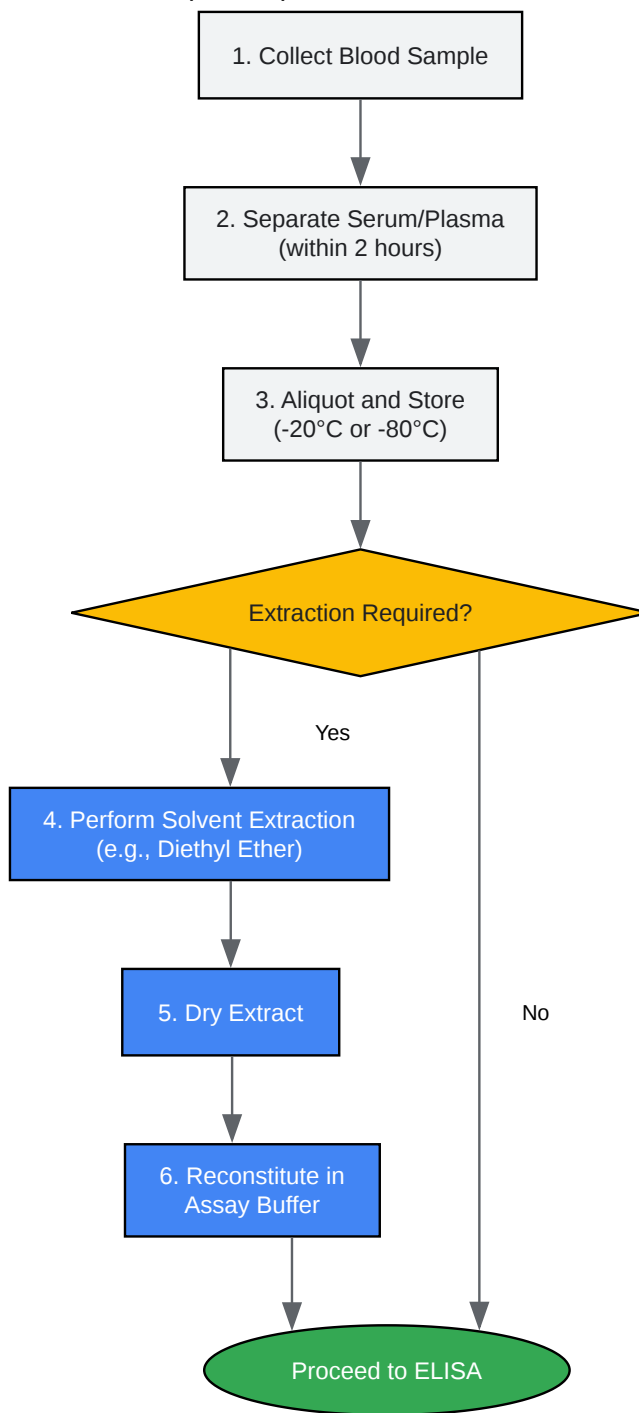 1. Collect Blood Sample
2. Separate Serum/Plasma
(within 2 hours)
3. Aliquot and Store
(-20°C or -80°C)
Extraction Required?
Yes
4. Perform Solvent Extraction
(e.g., Diethyl Ether)
5. Dry Extract
No
6. Reconstitute in
Assay Buffer
Proceed to ELISA